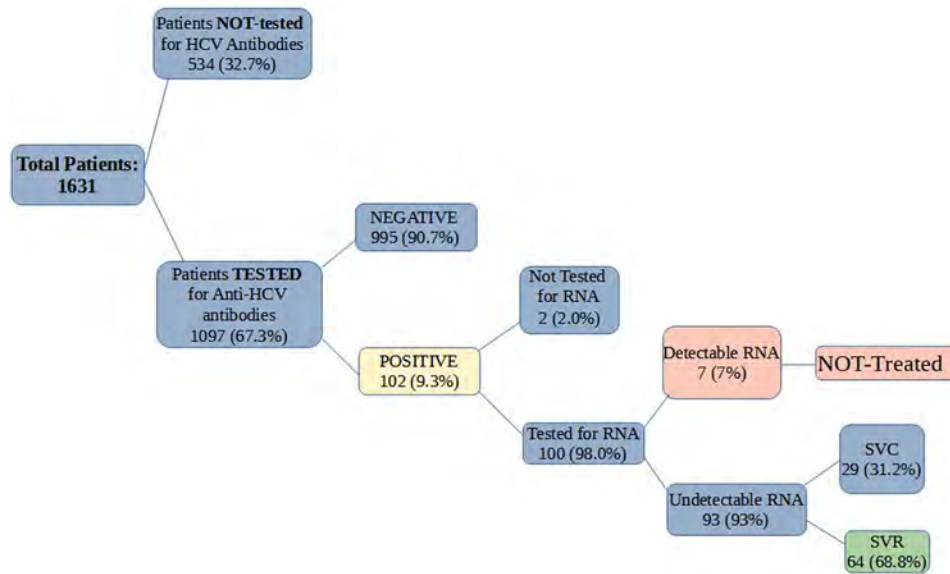 Patients NOT-tested
for HCV Antibodies
534 (32.7%)
Total Patients:
1631
Patients TESTED
for Anti-HCV
antibodies
1097 (67.3%)
NEGATIVE
995 (90.7%)
POSITIVE
102 (9.3%)
Not Tested
for RNA
2 (2.0%)
Tested for RNA
100 (98.0%)
Detectable RNA
7 (7%)
NOT-Treated
Undetectable RNA
93 (93%)
SVC
29 (31.2%)
SVR
64 (68.8%)